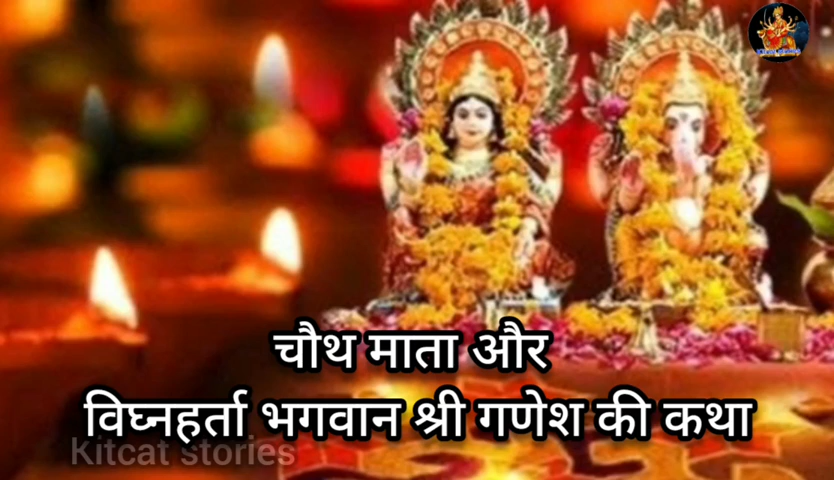 चौथ माता और
विघ्नहर्ता भगवान श्री गणेश की कथा
Kitcat stories